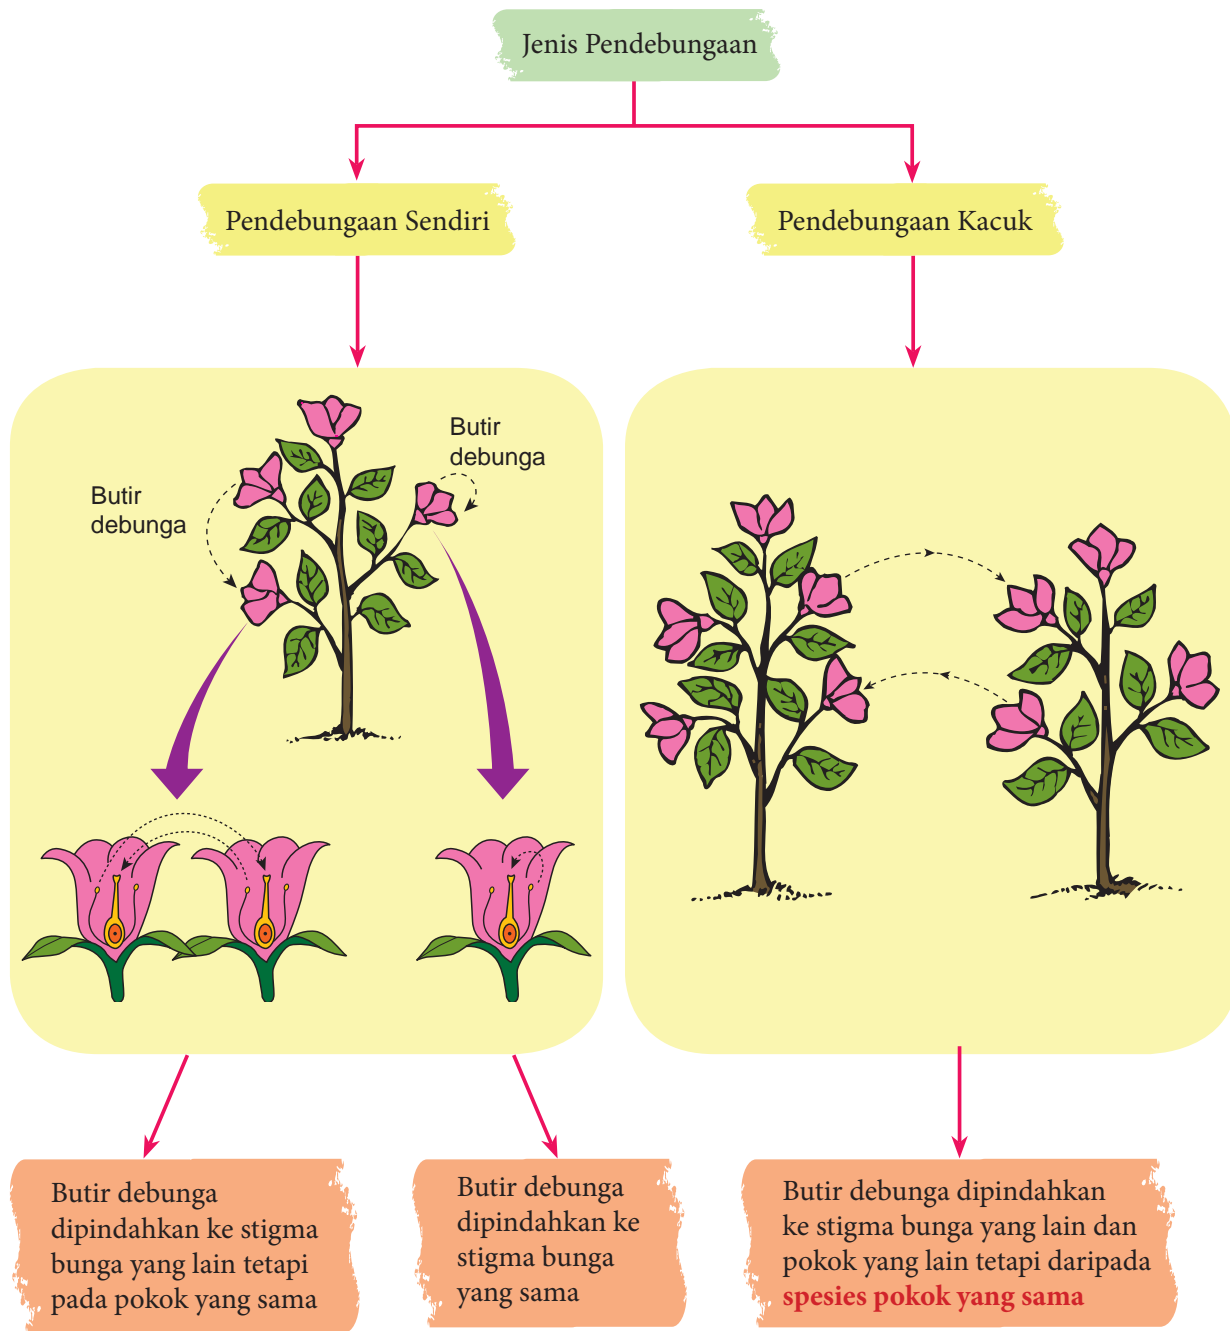 Jenis Pendebungaan
Pendebungaan Sendiri
Pendebungaan Kacuk
Butir
debunga
Butir
debunga
Butir debunga
dipindahkan ke stigma
bunga yang lain tetapi
pada pokok yang sama
Butir debunga
dipindahkan ke
stigma bunga
yang sama
Butir debunga dipindahkan
ke stigma bunga yang lain dan
pokok yang lain tetapi daripada
spesies pokok yang sama